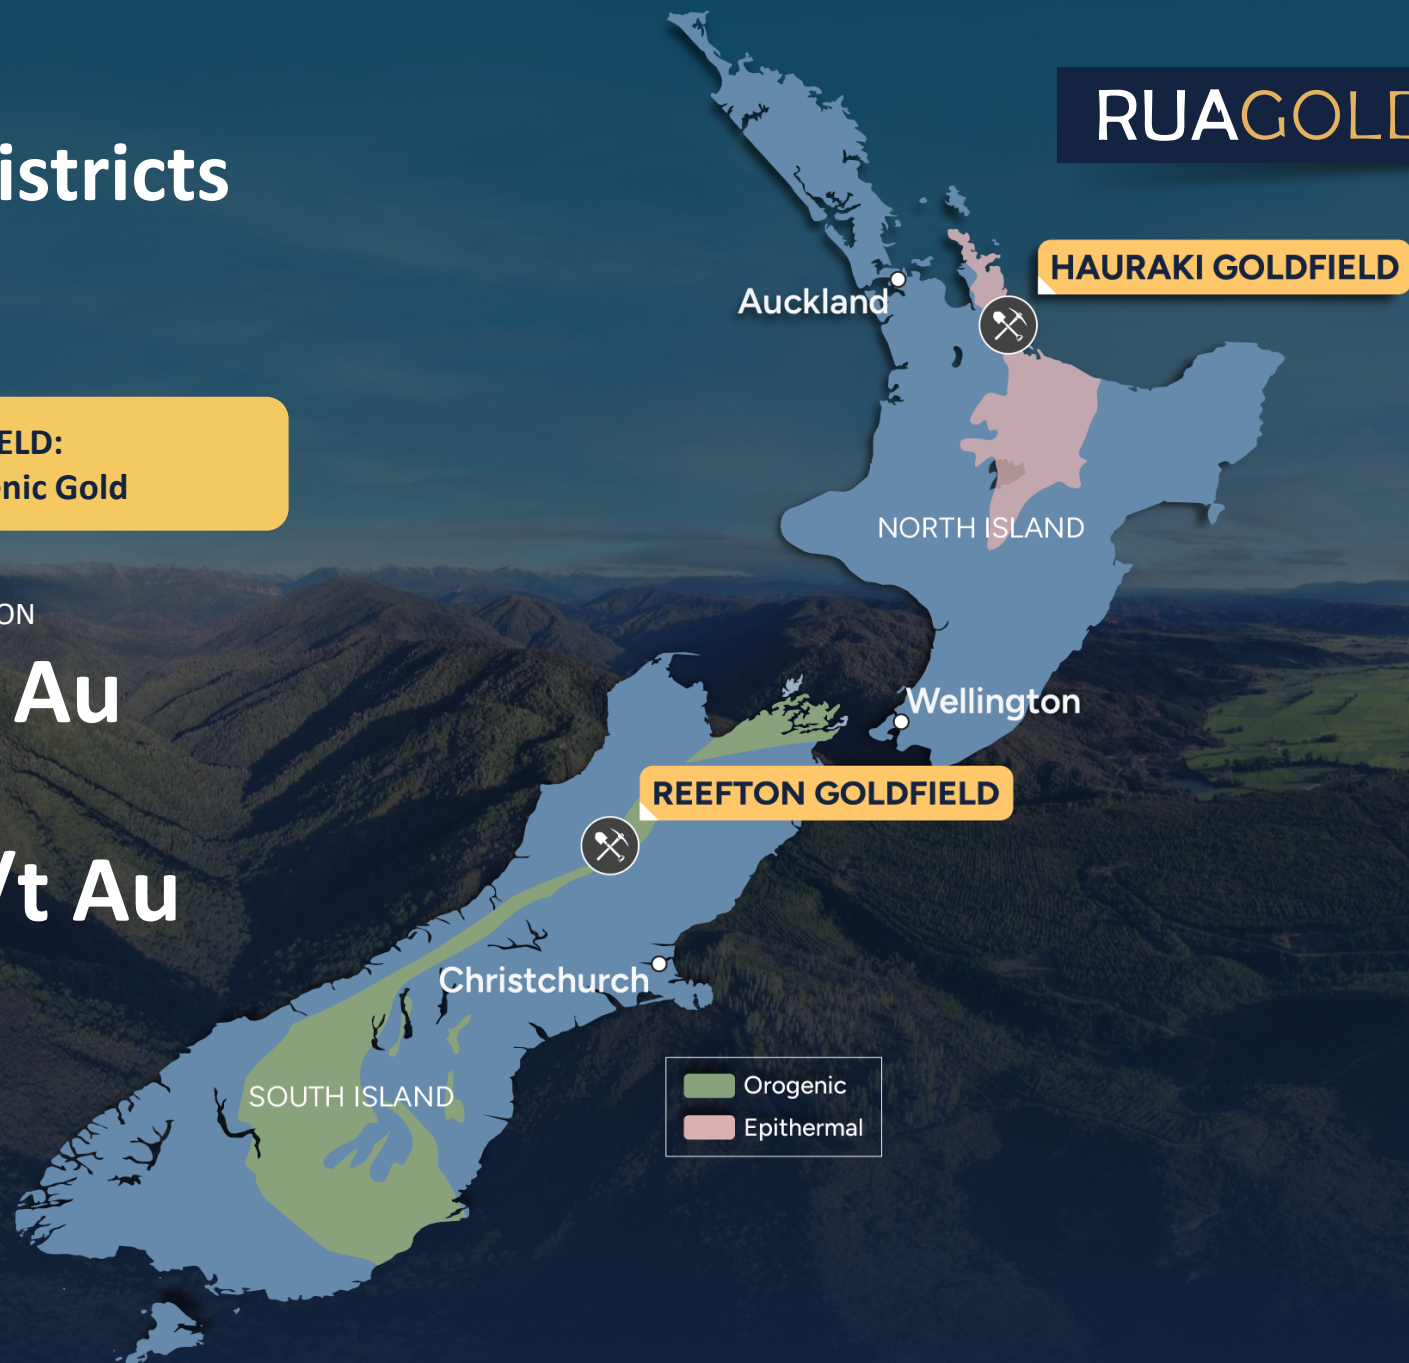 istricts
RUAGOLD
HAURAKI GOLDFIELD
Auckland
ELD:
enic Gold
NORTH ISLAND
ON
Au
Wellington
REEFTON GOLDFIELD
/t Au
Christchurch
SOUTH ISLAND
Orogenic
Epithermal